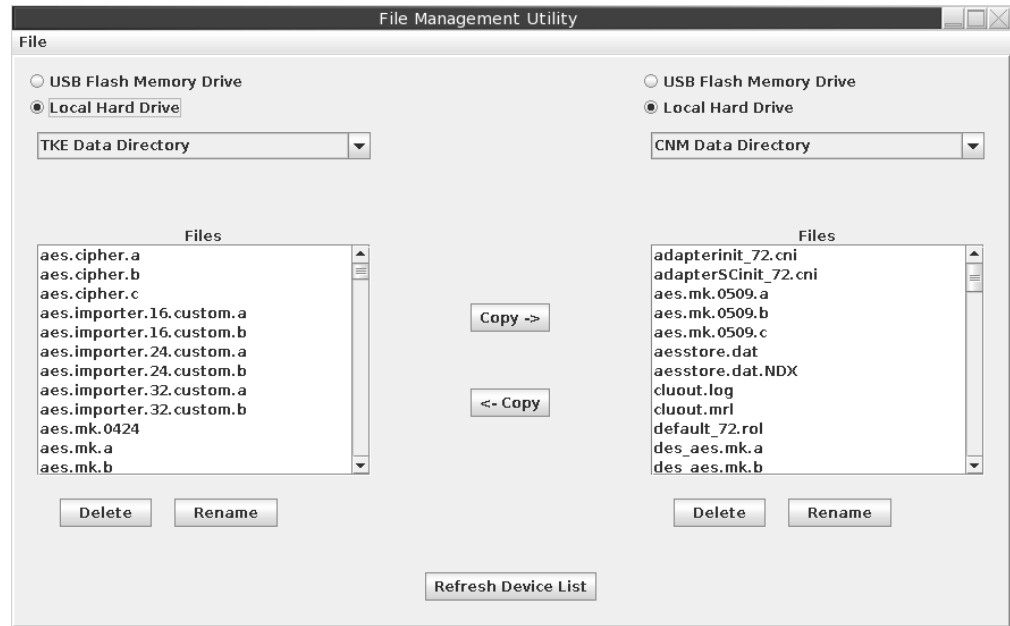 File Management Utility
File
USB Flash Memory Drive
Local Hard Drive
TKE Data Directory
Files
aes.cipher.a
aes.cipher.b
aes.cipher.c
aes.importer.16.custom.a
aes.importer.16.custom.b
aes.importer.24.custom.a
aes.importer.24.custom.b
aes.importer.32.custom.a
aes.importer.32.custom.b
aes.mk.0424
aes.mk.a
aes.mk.b
Delete Rename
Copy ->
<- Copy
USB Flash Memory Drive
Local Hard Drive
CNM Data Directory
Files
adapterinit_72.cni
adapterSCinit_72.cni
aes.mk.0509.a
aes.mk.0509.b
aes.mk.0509.c
aesstore.dat
aesstore.dat.NDX
cluout.log
cluout.mrl
default_72.rol
des_aes.mk.a
des_aes.mk.b
Delete Rename
Refresh Device List